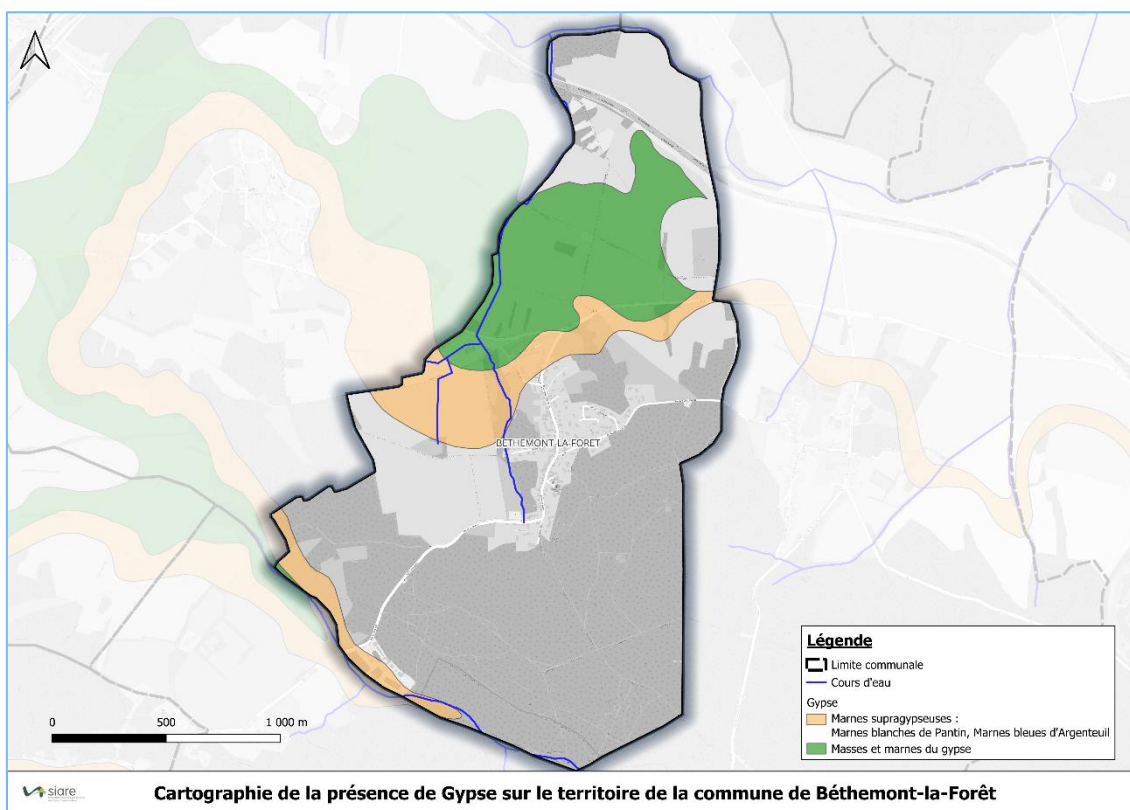 BETHEMONT-LA-FORET
Légende
Limite communale
Cours d'eau
Gypse
Marnes supragypseuses :
Marnes blanches de Pantin, Marnes bleues d'Argenteuil
Masses et marnes du gypse
0 500 1 000 m
siare
Cartographie de la présence de Gypse sur le territoire de la commune de Béthemont-la-Forêt